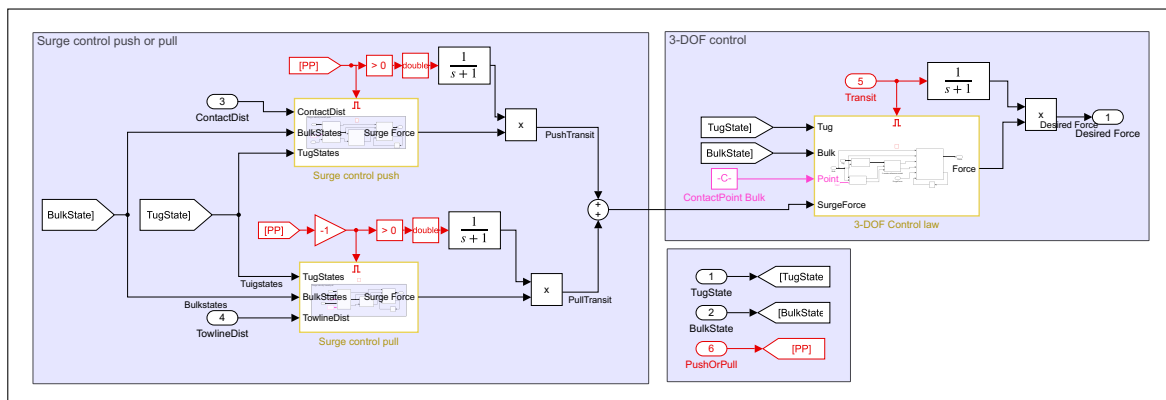 Surge control push or pull
[PP]
> 0
double
1
s + 1
3
ContactDist
ContactDist
BulkStates
Surge Force
TugStates
Surge control push
x
PushTransit
BulkState]
TugState]
[PP]
-1
> 0
double
1
s + 1
TugStates
BulkStates
Surge Force
TowlineDist
Surge control pull
Tuigstates
Bulkstates
4
TowlineDist
x
PullTransit
+
+
3-DOF control
5
Transit
1
s + 1
TugState]
BulkState]
-C-
ContactPoint Bulk
Tug
Bulk
Point
SurgeForce
Force
3-DOF Control law
x
Desired Force
1
Desired Force
1
TugState
[TugState
2
BulkState
[BulkState
6
PushOrPull
[PP]